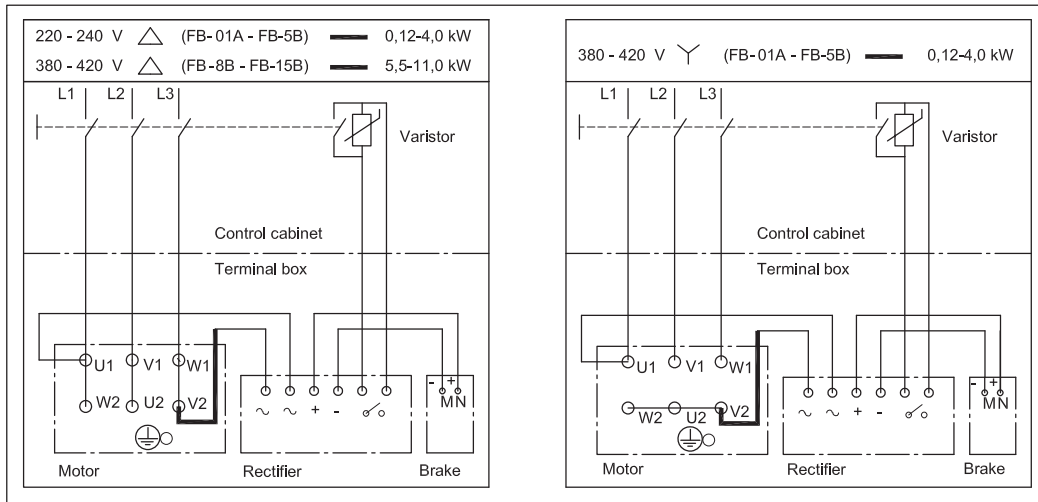 220 - 240 V (FB- 01A - FB-5B) 0,12-4,0 kW
380 - 420 V (FB-8B - FB-15B) 5,5-11,0 kW
L1 L2 L3
Varistor
Control cabinet
Terminal box
U1 V1 W1
W2 U2 V2
~ ~ + -
- +
M N
Motor Rectifier Brake
380 - 420 V (FB-01A - FB-5B) 0,12-4,0 kW
L1 L2 L3
Varistor
Control cabinet
Terminal box
U1 V1 W1
W2 U2 V2
~ ~ + -
- +
M N
Motor Rectifier Brake